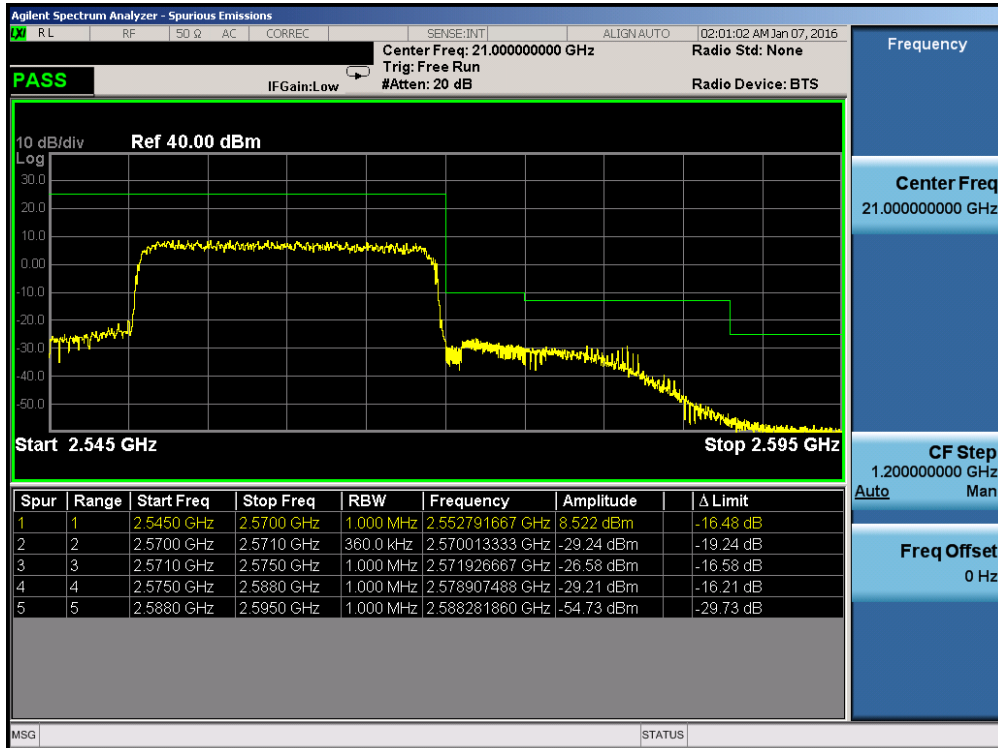 Agilent Spectrum Analyzer - Spurious Emissions
LXI RL RF 50 Ω AC CORREC SENSE:INT ALIGNAUTO 02:01:02 AM Jan 07, 2016
Center Freq: 21.000000000 GHz Radio Std: None
Trig: Free Run
PASS IFGain:Low #Atten: 20 dB Radio Device: BTS
10 dB/div Ref 40.00 dBm
Log
30.0
20.0
10.0
0.00
-10.0
-20.0
-30.0
-40.0
-50.0
Start 2.545 GHz Stop 2.595 GHz
Spur Range Start Freq Stop Freq RBW Frequency Amplitude Δ Limit
1 1 2.5450 GHz 2.5700 GHz 1.000 MHz 2.552791667 GHz 8.522 dBm -16.48 dB
2 2 2.5700 GHz 2.5710 GHz 360.0 kHz 2.570013333 GHz -29.24 dBm -19.24 dB
3 3 2.5710 GHz 2.5750 GHz 1.000 MHz 2.571926667 GHz -26.58 dBm -16.58 dB
4 4 2.5750 GHz 2.5880 GHz 1.000 MHz 2.578907488 GHz -29.21 dBm -16.21 dB
5 5 2.5880 GHz 2.5950 GHz 1.000 MHz 2.588281860 GHz -54.73 dBm -29.73 dB
MSG STATUS
Frequency
Center Freq
21.000000000 GHz
CF Step
1.200000000 GHz
Auto Man
Freq Offset
0 Hz